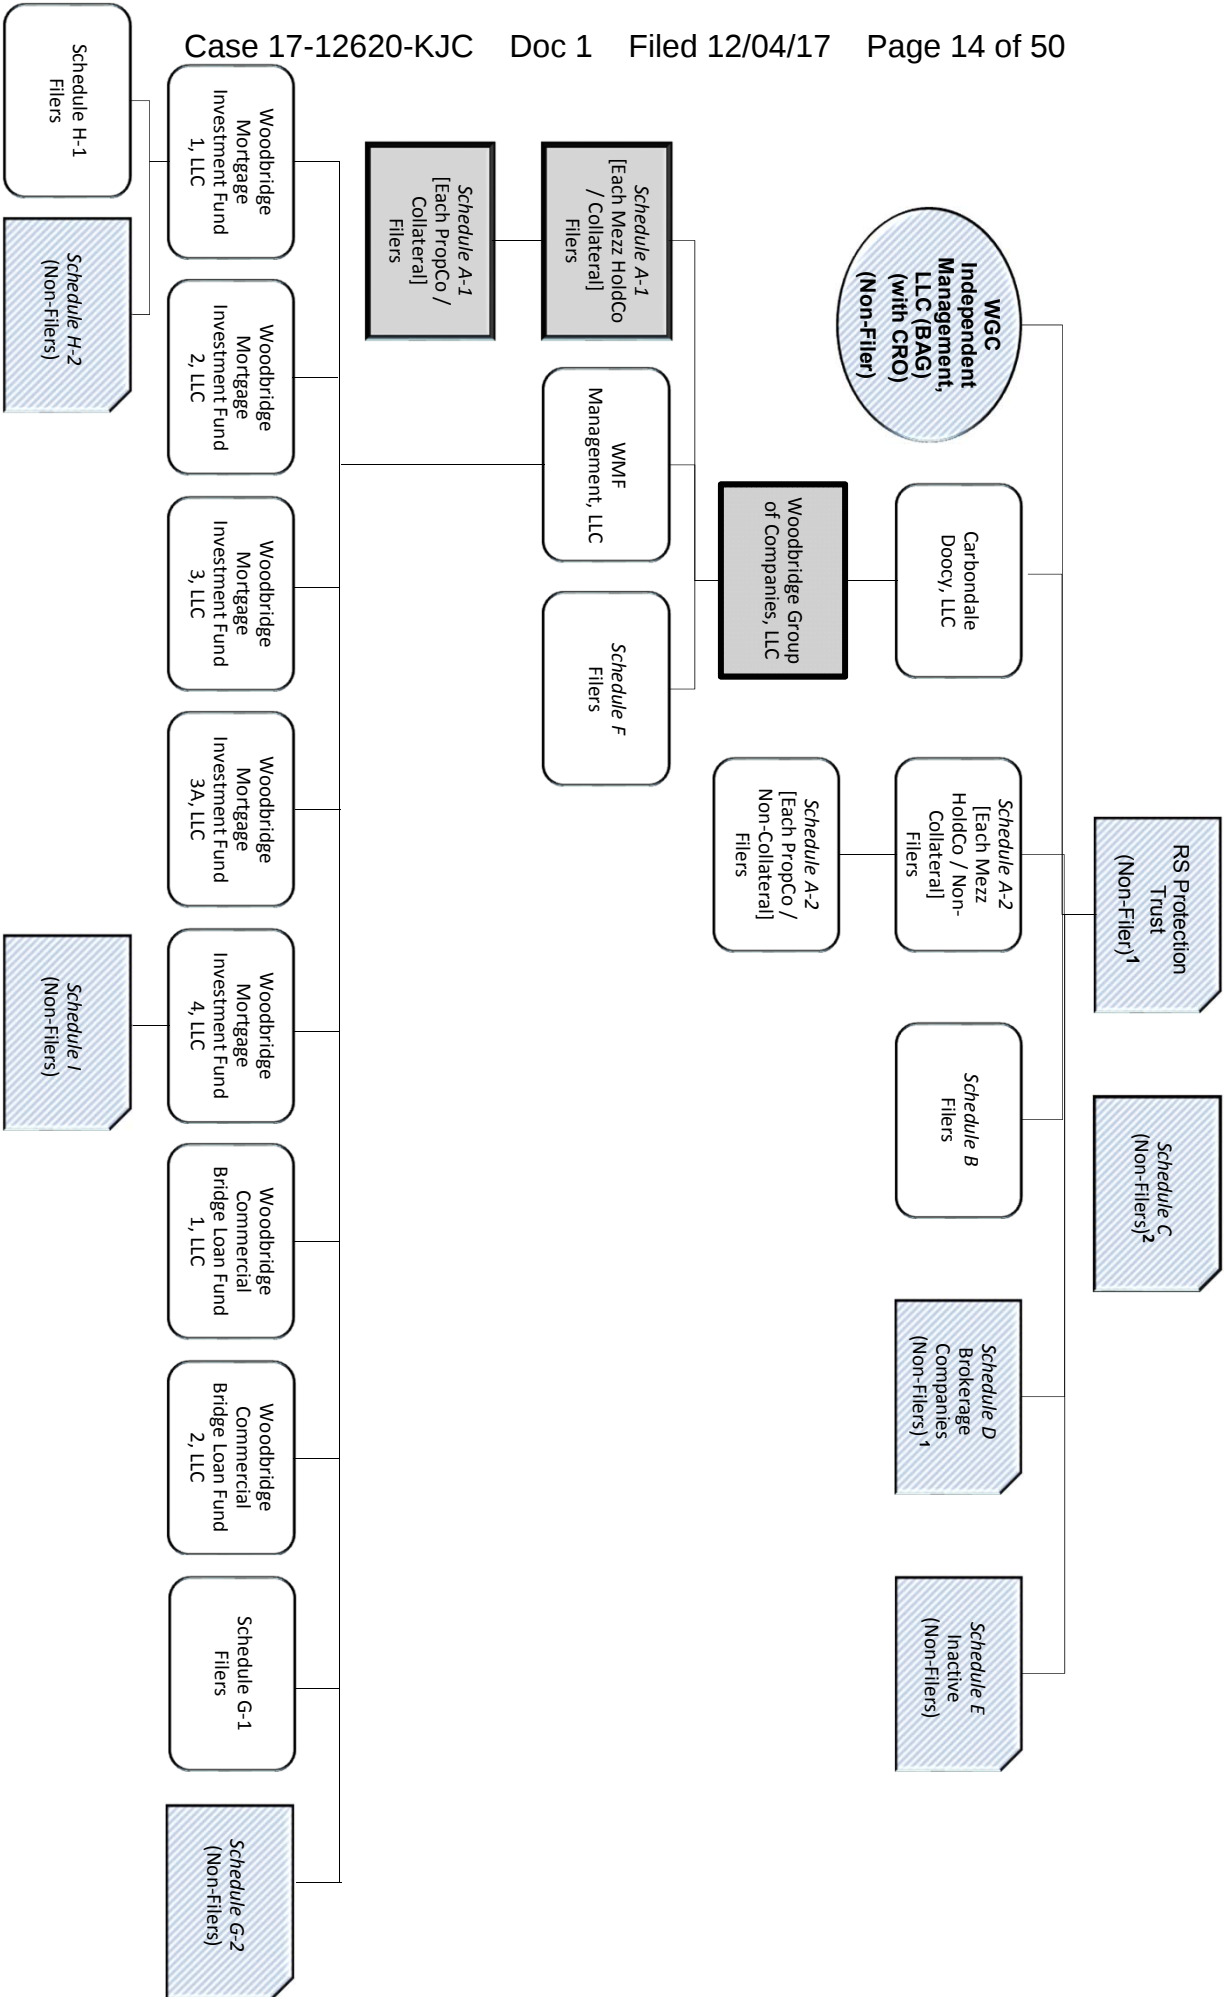 Case 17-12620-KJC Doc 1 Filed 12/04/17 Page 14 of 50
RS Protection
Trust
(Non-Filer)¹
Schedule C
(Non-Filers)²
WGC
Independent
Management,
LLC (BAG)
(with CRO)
(Non-Filer)
Carbondale
Doocy, LLC
Schedule A-2
[Each Mezz
HoldCo / Non-
Collateral]
Filers
Schedule B
Filers
Schedule D
Brokerage
Companies
(Non-Filers)¹
Schedule E
Inactive
(Non-Filers)
Woodbridge Group
of Companies, LLC
Schedule A-2
[Each PropCo /
Non-Collateral]
Filers
Schedule A-1
[Each Mezz HoldCo
/ Collateral]
Filers
WMF
Management, LLC
Schedule F
Filers
Schedule A-1
[Each PropCo /
Collateral]
Filers
Woodbridge
Mortgage
Investment Fund
1, LLC
Woodbridge
Mortgage
Investment Fund
2, LLC
Woodbridge
Mortgage
Investment Fund
3, LLC
Woodbridge
Mortgage
Investment Fund
3A, LLC
Woodbridge
Mortgage
Investment Fund
4, LLC
Woodbridge
Commercial
Bridge Loan Fund
1, LLC
Woodbridge
Commercial
Bridge Loan Fund
2, LLC
Schedule G-1
Filers
Schedule G-2
(Non-Filers)
Schedule H-1
Filers
Schedule H-2
(Non-Filers)
Schedule I
(Non-Filers)